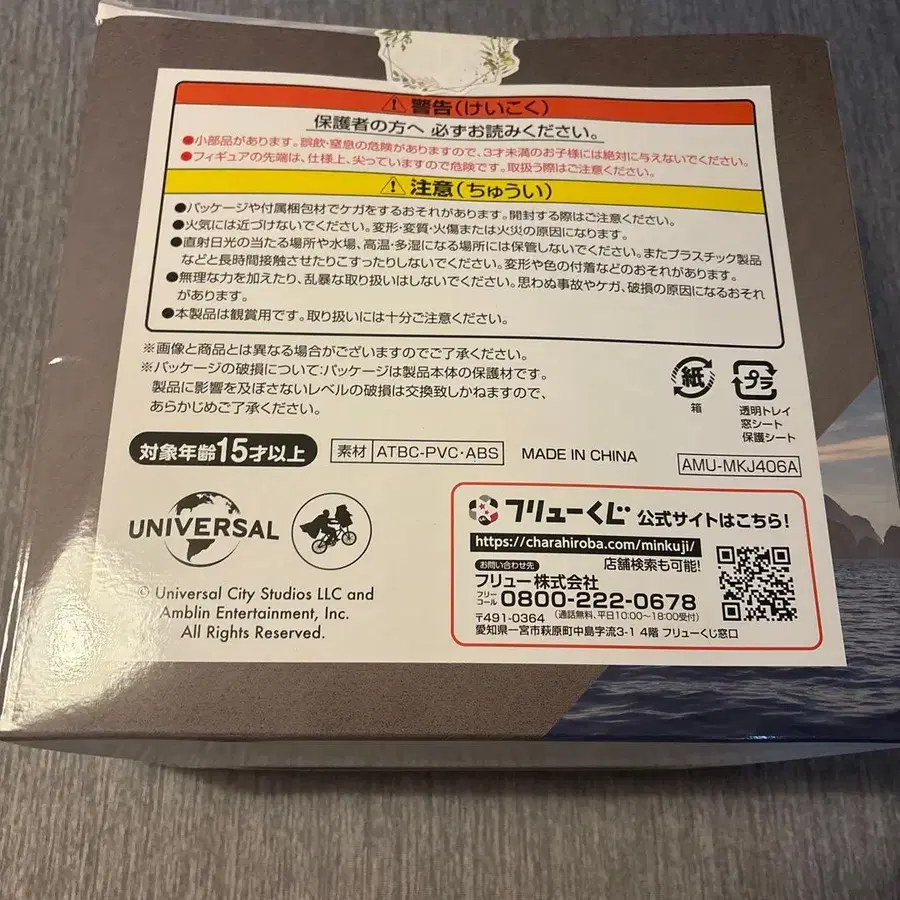 ⚠警告(けいこく)
保護者の方へ 必ずお読みください。
●小部品があります。誤飲・窒息の危険がありますので、3才未満のお子様には絶対に与えないでください。
●フィギュアの先端は、仕様上、尖っていますので危険です。取扱う際はご注意ください。
⚠注意(ちゅうい)
●パッケージや付属梱包材でケガをするおそれがあります。開封する際はご注意ください。
●火気には近づけないでください。変形・変質・火傷または火災の原因になります。
●直射日光の当たる場所や水場、高温・多湿になる場所には保管しないでください。またプラスチック製品
などと長時間接触させたりこすったりしないでください。変形や色の付着などのおそれがあります。
●無理な力を加えたり、乱暴な取り扱いはしないでください。思わぬ事故やケガ、破損の原因になるおそれ
があります。
●本製品は観賞用です。取り扱いには十分ご注意ください。
※画像と商品とは異なる場合がございますのでご了承ください。
※パッケージの破損について:パッケージは製品本体の保護材です。
製品に影響を及ぼさないレベルの破損は交換致しかねますので、
あらかじめご了承ください。
紙
箱
プラ
透明トレイ
窓シート
保護シート
対象年齢15才以上
素材 ATBC-PVC・ABS
MADE IN CHINA
AMU-MKJ406A
UNIVERSAL
© Universal City Studios LLC and
Amblin Entertainment, Inc.
All Rights Reserved.
フリューくじ 公式サイトはこちら!
https://charahiroba.com/minkuji/
店舗検索も可能!
お問い合わせ先
フリュー株式会社
フリーコール 0800-222-0678
〒491-0364 (通話無料、平日10:00～18:00受付)
愛知県一宮市萩原町中島字流3-1 4階 フリューくじ窓口